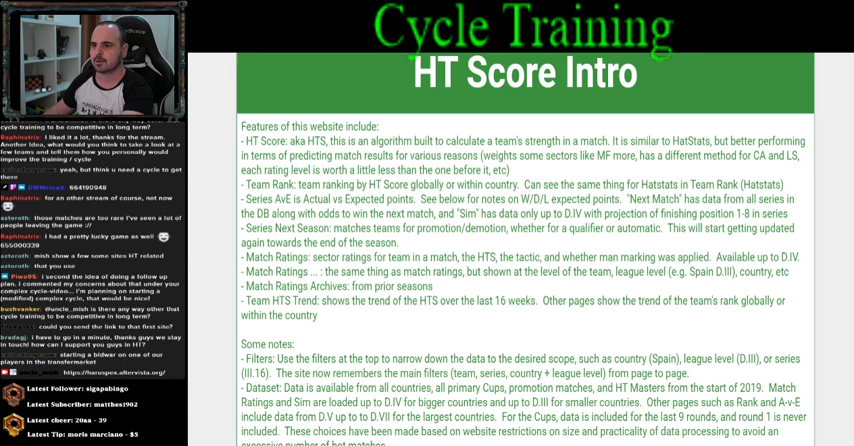 Cycle Training
HT Score Intro
Features of this website include:
- HT Score: aka HTS, this is an algorithm built to calculate a team's strength in a match. It is similar to HatStats, but better performing
in terms of predicting match results for various reasons (weights some sectors like MF more, has a different method for CA and LS,
each rating level is worth a little less than the one before it, etc)
- Team Rank: team ranking by HT Score globally or within country. Can see the same thing for Hatstats in Team Rank (Hatstats)
- Series AvE is Actual vs Expected points. See below for notes on W/D/L expected points. "Next Match" has data from all series in
the DB along with odds to win the next match, and "Sim" has data only up to D.IV with projection of finishing position 1-8 in series
- Series Next Season: matches teams for promotion/demotion, whether for a qualifier or automatic. This will start getting updated
again towards the end of the season.
- Match Ratings: sector ratings for team in a match, the HTS, the tactic, and whether man marking was applied. Available up to D.IV.
- Match Ratings ... : the same thing as match ratings, but shown at the level of the team, league level (e.g. Spain D.III), country, etc
- Match Ratings Archives: from prior seasons
- Team HTS Trend: shows the trend of the HTS over the last 16 weeks. Other pages show the trend of the team's rank globally or
within the country
Some notes:
- Filters: Use the filters at the top to narrow down the data to the desired scope, such as country (Spain), league level (D.III), or series
(III.16). The site now remembers the main filters (team, series, country + league level) from page to page.
- Dataset: Data is available from all countries, all primary Cups, promotion matches, and HT Masters from the start of 2019. Match
Ratings and Sim are loaded up to D.IV for bigger countries and up to D.III for smaller countries. Other pages such as Rank and A-v-E
include data from D.V up to to D.VII for the largest countries. For the Cups, data is included for the last 9 rounds, and round 1 is never
included. These choices have been made based on website restrictions on size and practicality of data processing to avoid an
cycle training to be competitive in long term?
Raphinatrix: I liked it a lot, thanks for the stream.
Another Idea, what would you think to take a look at a
few teams and tell them how you personally would
improve the training / cycle
yeah, but think u need a cycle to get
there
DWMcload: 664190948
Raphinatrix: for an other stream of course, not now
azteroth: those matches are too rare I've seen a lot of
people leaving the game ://
Raphinatrix: I had a pretty lucky game as well
655000339
azteroth: mish show a few some sites HT related
azteroth: that you use
Piwo95: i second the idea of doing a follow up
plan. I commented my concerns about that under your
complex cycle-video... I'm planning on starting a
(modified) complex cycle, that would be nice!
bushvanker: @uncle_mish is there any way other that
cycle training to be competitive in long term?
could you send the link to that first site?
bradagj: i have to go in a minute, thanks guys we stay
in touch! how can i support you guys in HT?
starting a bidwar on one of our
players in the transfermarket
uncle_mish: https://haruspex.altervista.org/
Latest Follower: sigapabingo
Latest Subscriber: matthes1902
Latest cheer: 20aa - 39
Latest Tip: moris marciano - $5